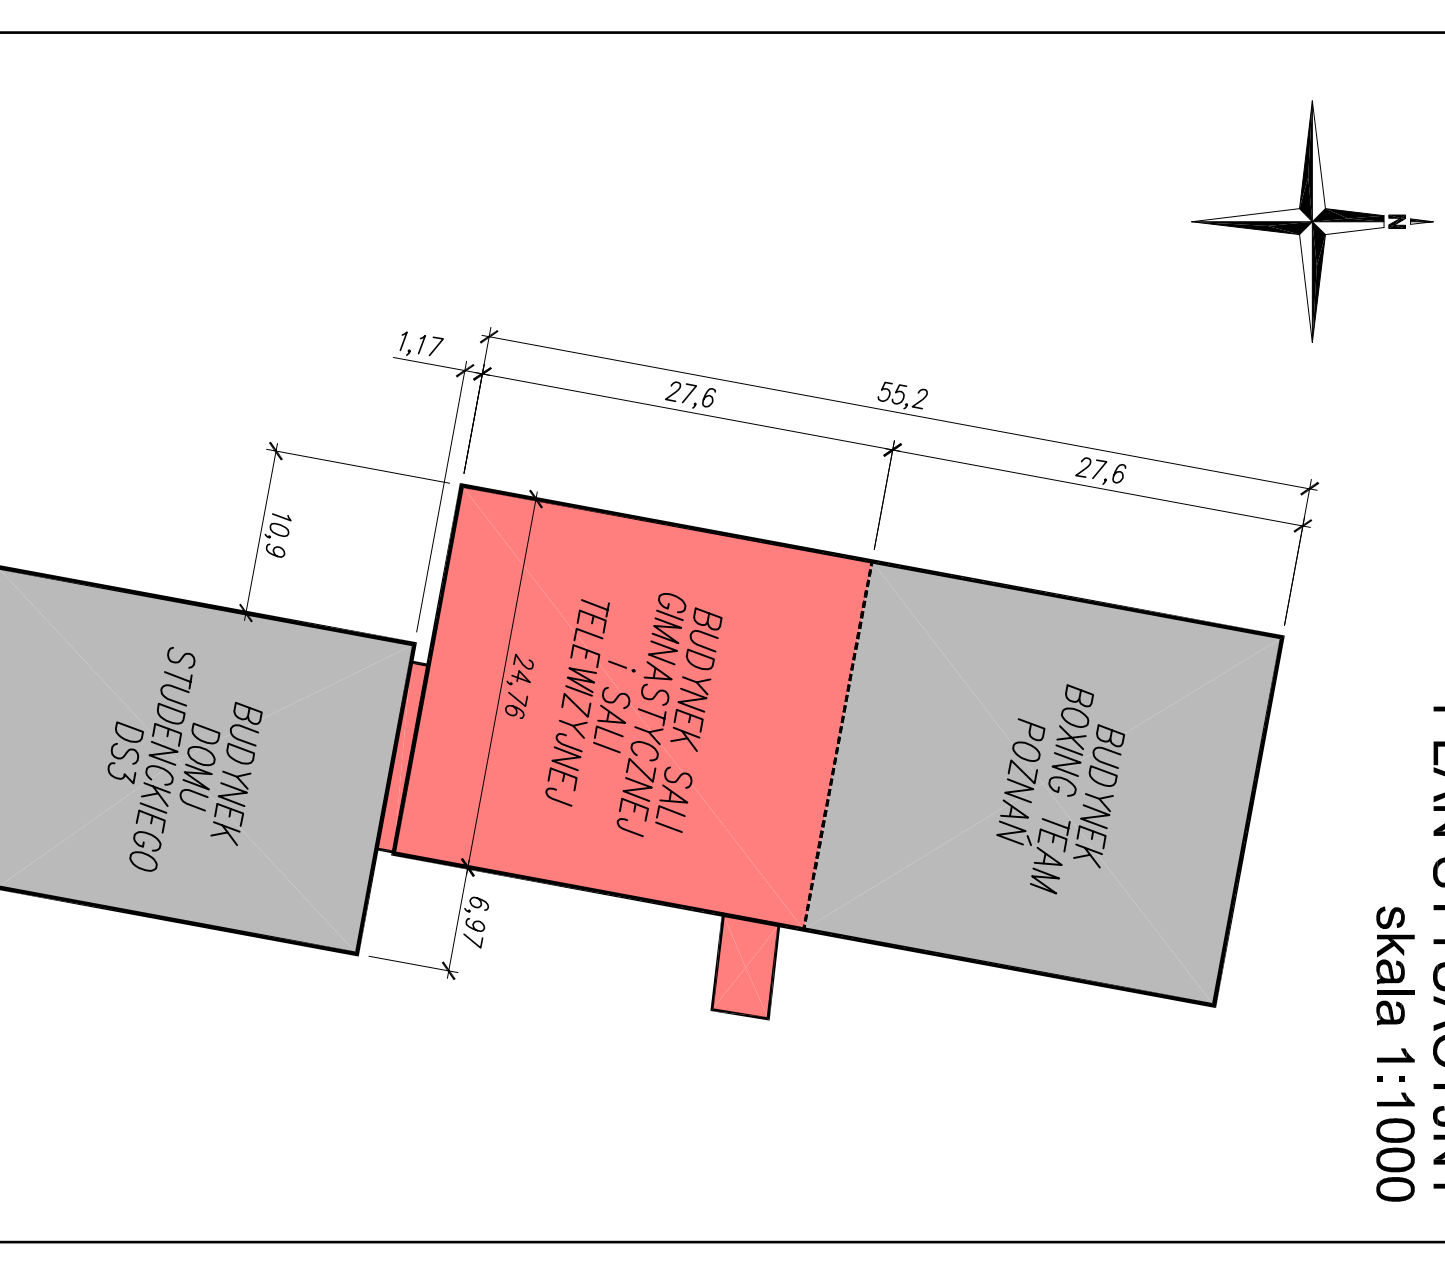 skala 1:1000
N
55,2
27,6
27,6
1,17
10,9
24,76
6,97
BUDYNEK
BOXING TEAM
POZNAŃ
BUDYNEK SALI
GIMNASTYCZNEJ
i SALI
TELEWIZYJNEJ
BUDYNEK
DOMU
STUDENCKIEGO
DS3